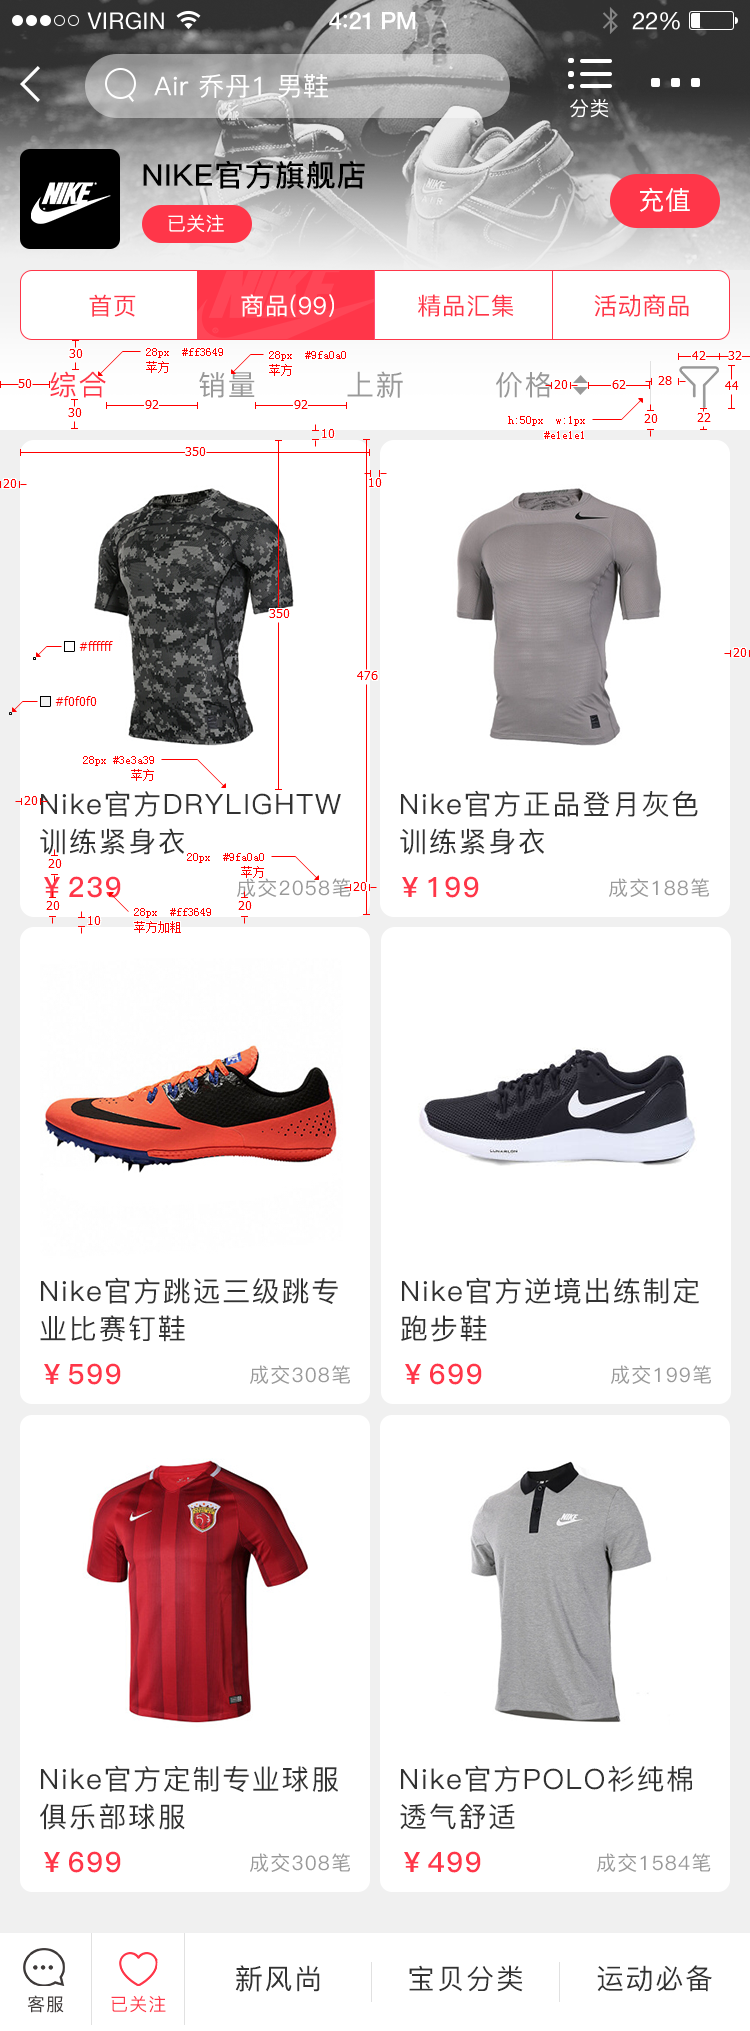 VIRGIN 4:21 PM 22%
Air 乔丹1 男鞋
分类
NIKE
NIKE官方旗舰店
已关注
充值
首页 商品(99) 精品汇集 活动商品
30 28px #ff3649 苹方 28px #9fa0a0 苹方 42 32
50 综合 销量 上新 价格 20 62 28 44
30 92 92 h:50px w:1px #e1e1e1 20 22
10
350
20 10
350
#ffffff
20
476
#f0f0f0
28px #3e3a39
苹方
20
Nike官方DRYLIGHTW
训练紧身衣
Nike官方正品登月灰色
训练紧身衣
20 20px #9fa0a0
苹方
¥239 成交2058笔 20
¥199 成交188笔
20 10 28px #ff3649 20
苹方加粗
Nike官方跳远三级跳专
业比赛钉鞋
¥599 成交308笔
LUNARLON
Nike官方逆境出练制定
跑步鞋
¥699 成交199笔
Nike官方定制专业球服
俱乐部球服
¥699 成交308笔
NIKE
Nike官方POLO衫纯棉
透气舒适
¥499 成交1584笔
客服 已关注 新风尚 宝贝分类 运动必备